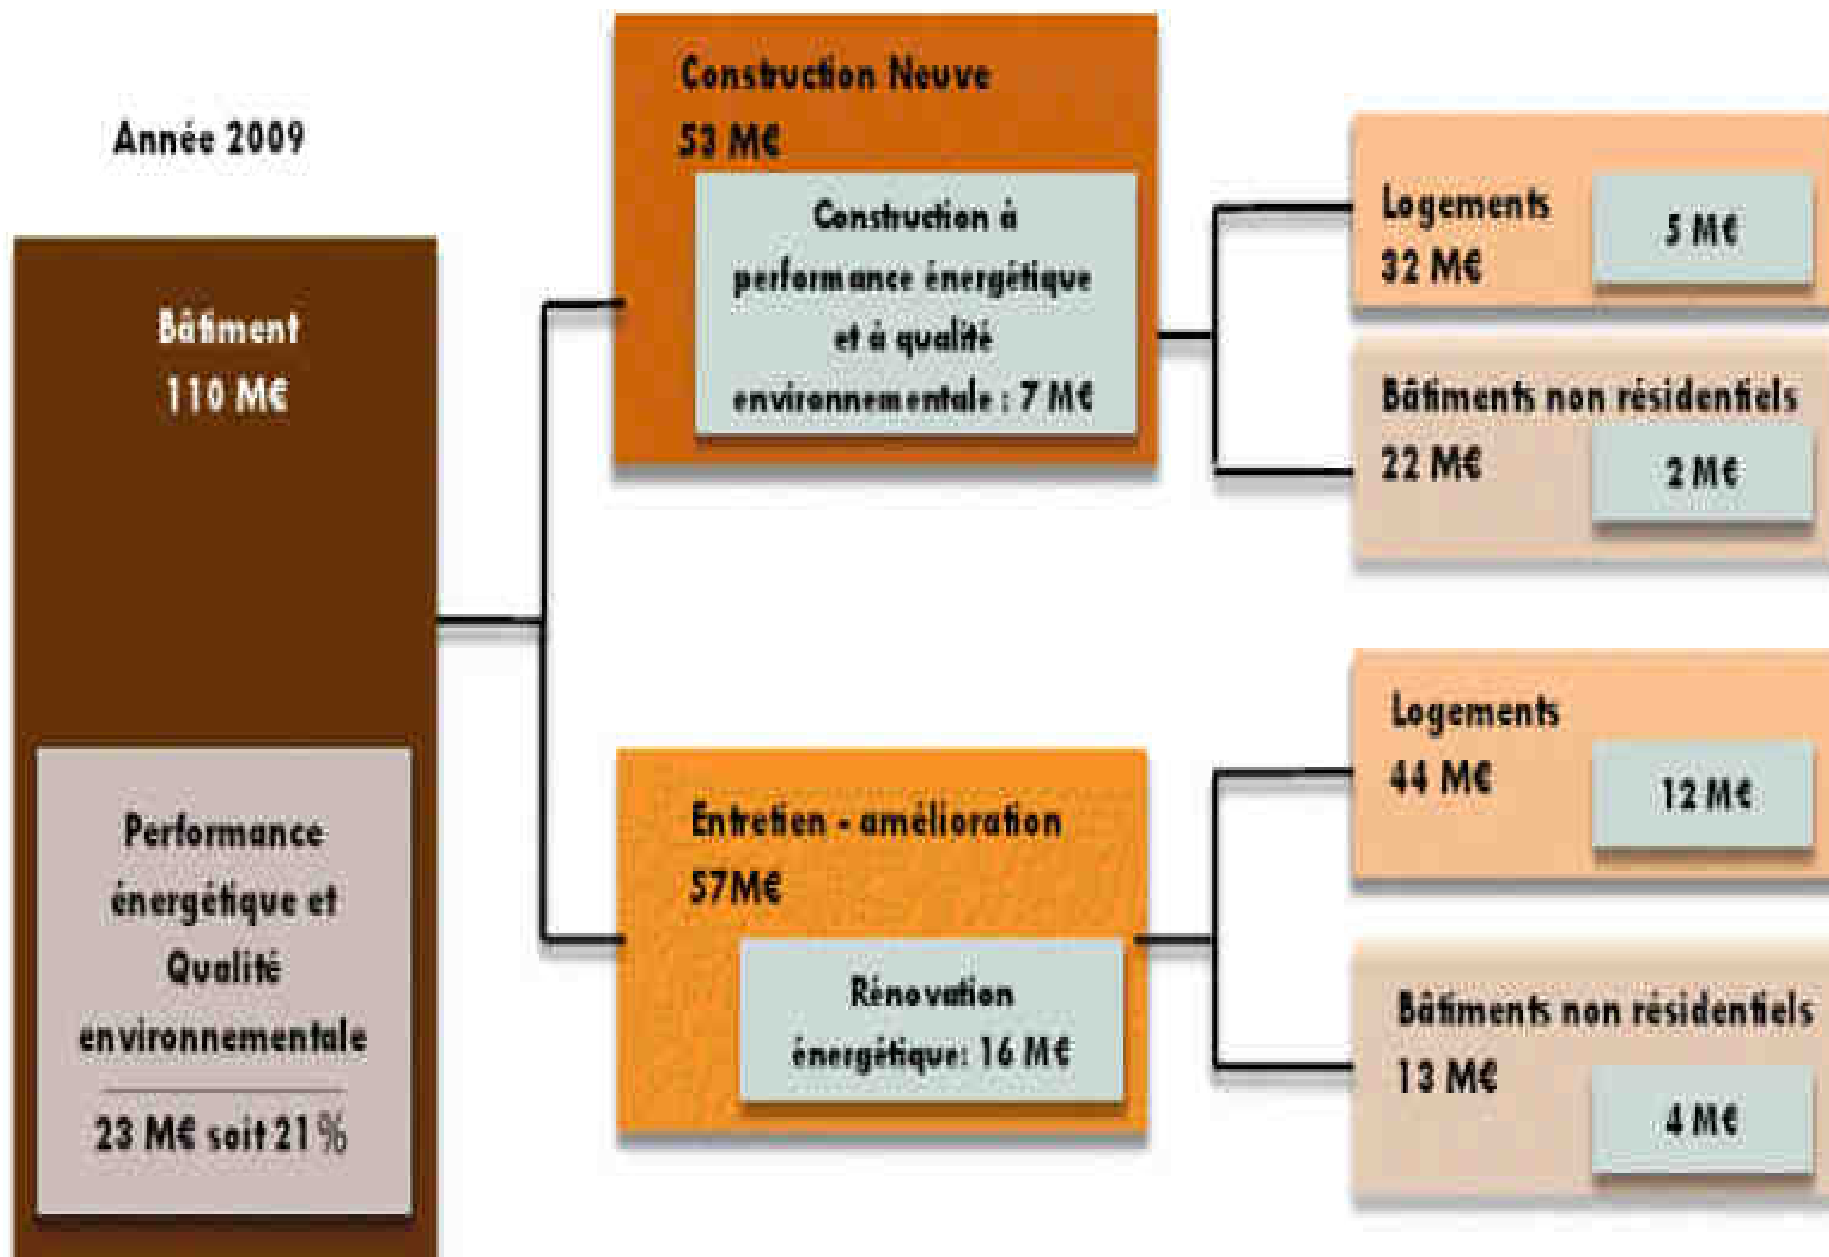 Année 2009
Bâtiment
110 M€
Performance
énergétique et
Qualité
environnementale
23 M€ soit 21 %
Construction Neuve
53 M€
Construction à
performance énergétique
et à qualité
environnementale : 7 M€
Logements
32 M€
5 M€
Bâtiments non résidentiels
22 M€
2 M€
Entretien - amélioration
57M€
Rénovation
énergétique: 16 M€
Logements
44 M€
12 M€
Bâtiments non résidentiels
13 M€
4 M€